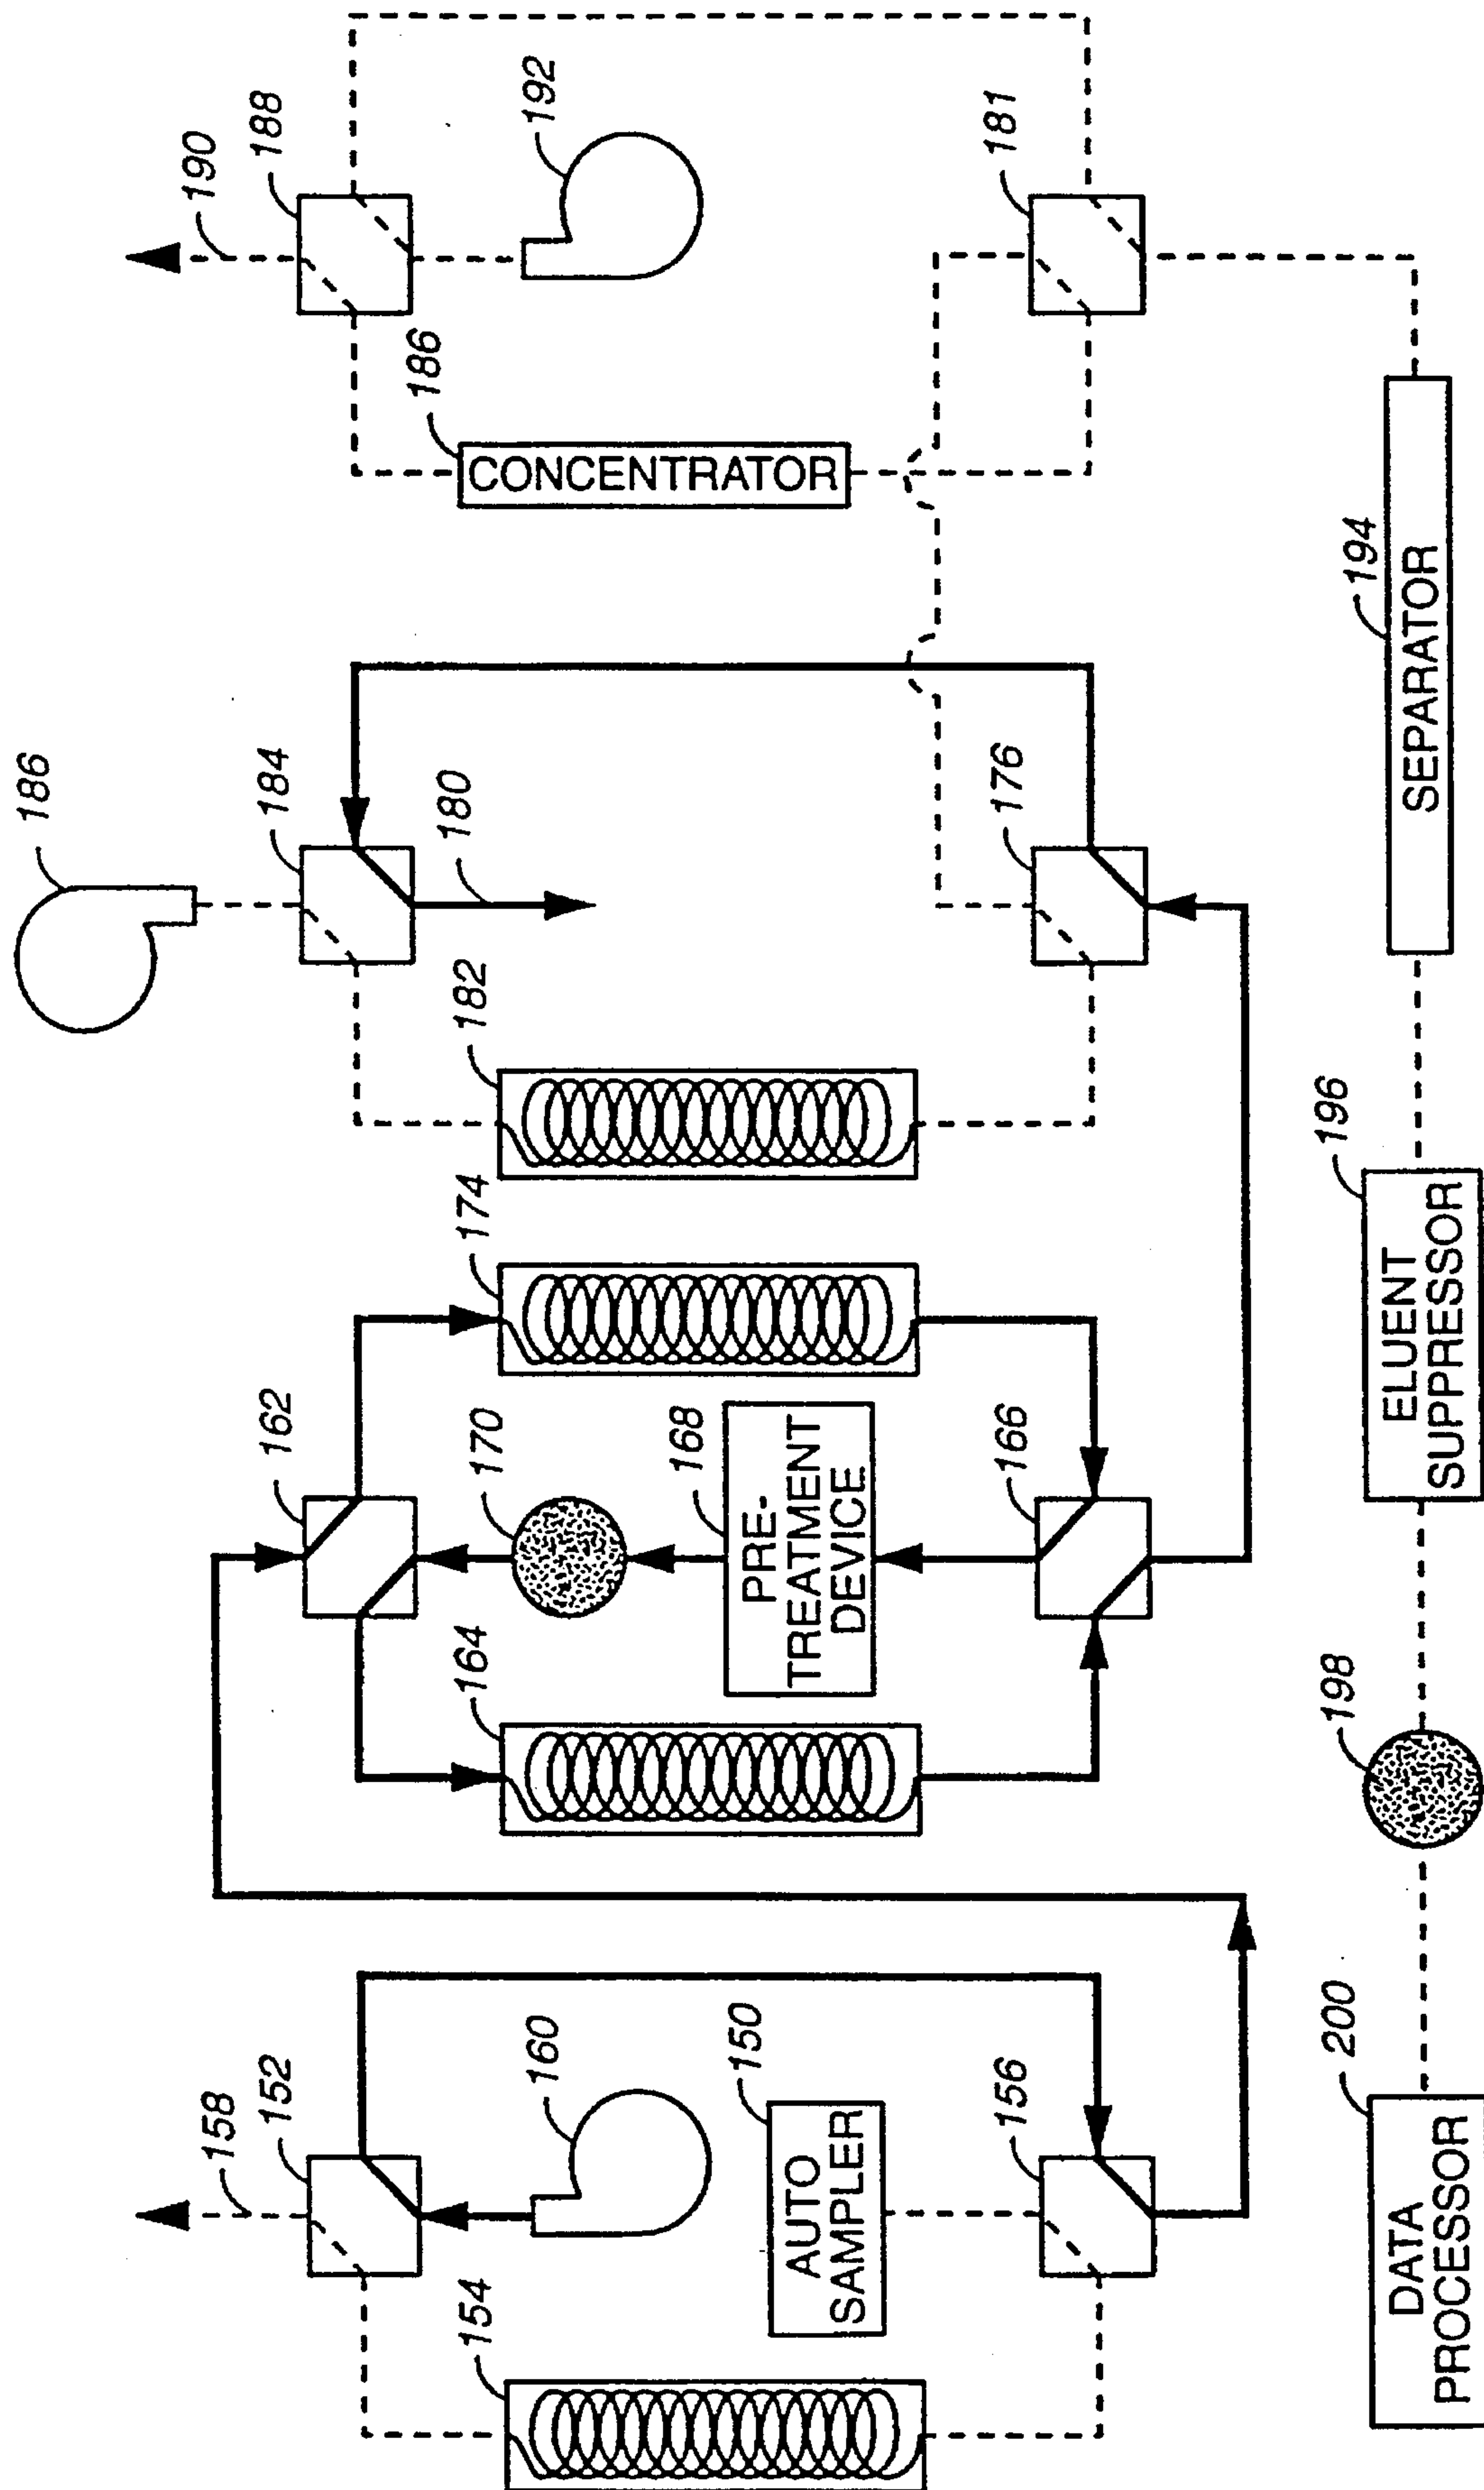 186
190
188
192
158
152
162
184
160
170
180
186
CONCENTRATOR
154
164
174
182
150
AUTO
SAMPLER
168
PRE-
TREATMENT
DEVICE
156
166
176
181
200
DATA
PROCESSOR
198
196
ELUENT
SUPPRESSOR
194
SEPARATOR